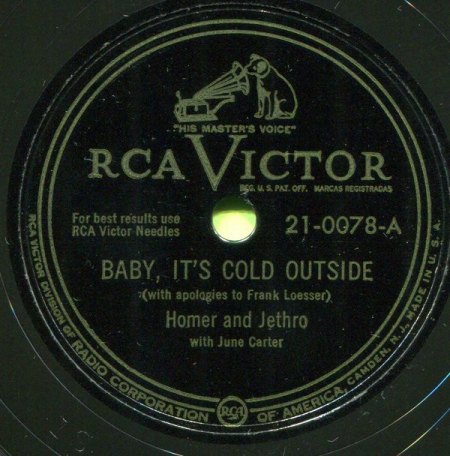 "HIS MASTER'S VOICE"
RCA VICTOR
REG. U. S. PAT. OFF. MARCAS REGISTRADAS
For best results use
RCA Victor Needles
21-0078-A
BABY, IT'S COLD OUTSIDE
(with apologies to Frank Loesser)
Homer and Jethro
with June Carter
RCA VICTOR DIVISION OF RADIO CORPORATION OF AMERICA, CAMDEN, N. J., MADE IN U. S. A.
RCA